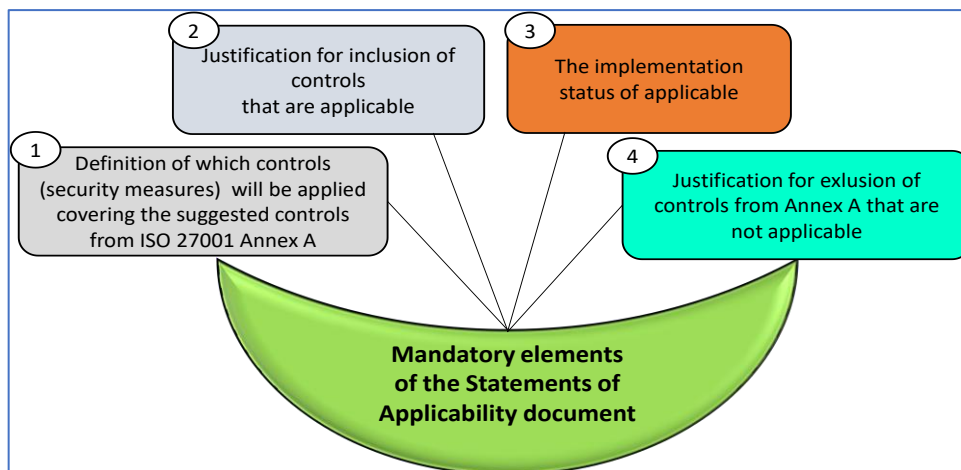 1
Definition of which controls
(security measures) will be applied
covering the suggested controls
from ISO 27001 Annex A
2
Justification for inclusion of
controls
that are applicable
3
The implementation
status of applicable
4
Justification for exlusion of
controls from Annex A that are
not applicable
Mandatory elements
of the Statements of
Applicability document